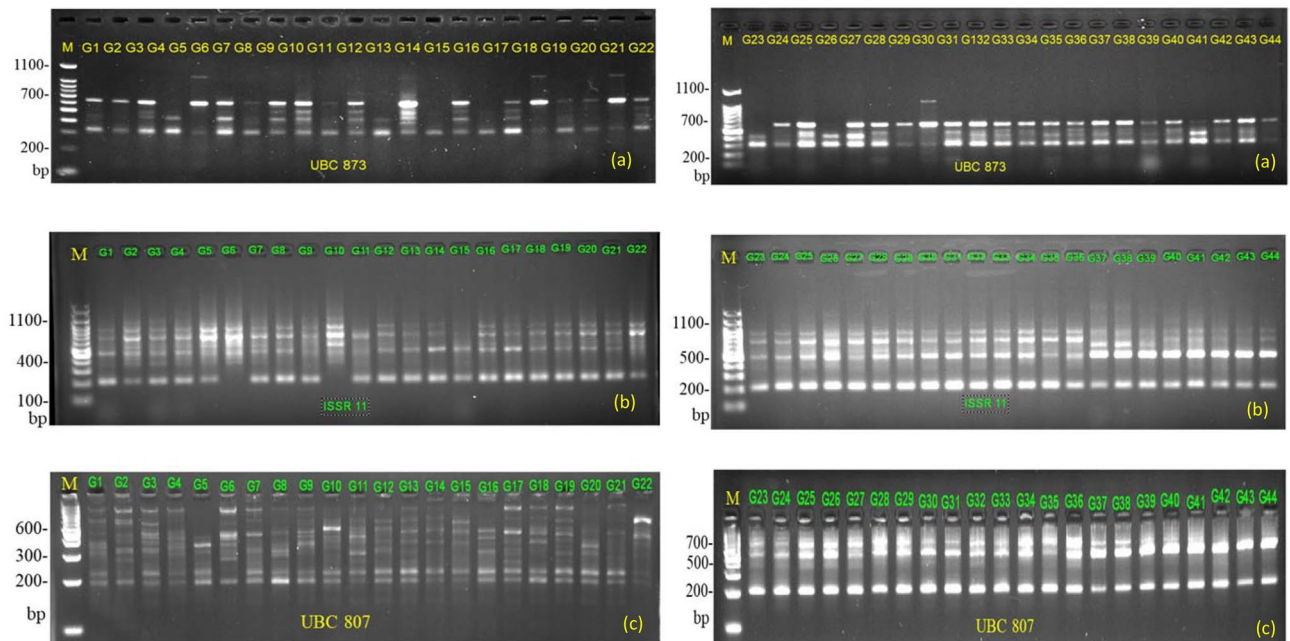 M G1 G2 G3 G4 G5 G6 G7 G8 G9 G10 G11 G12 G13 G14 G15 G16 G17 G18 G19 G20 G21 G22
1100-
700-
200-
bp
UBC 873
(a)
M G23 G24 G25 G26 G27 G28 G29 G30 G31 G132 G33 G34 G35 G36 G37 G38 G39 G40 G41 G42 G43 G44
1100-
700-
200-
bp
UBC 873
(a)
M G1 G2 G3 G4 G5 G6 G7 G8 G9 G10 G11 G12 G13 G14 G15 G16 G17 G18 G19 G20 G21 G22
1100-
400-
100-
bp
ISSR 11
(b)
M G23 G24 G25 G26 G27 G30 G31 G32 G33 G34 G36 G37 G38 G39 G40 G41 G42 G43 G44
1100-
500-
200-
bp
ISSR 11
(b)
M G1 G2 G3 G4 G5 G6 G7 G8 G9 G10 G11 G12 G13 G14 G15 G16 G17 G18 G19 G20 G21 G22
600-
300-
200-
bp
UBC 807
(c)
M G23 G24 G25 G26 G27 G28 G29 G30 G31 G32 G33 G34 G35 G36 G37 G38 G39 G40 G41 G42 G43 G44
700-
500-
200-
bp
UBC 807
(c)